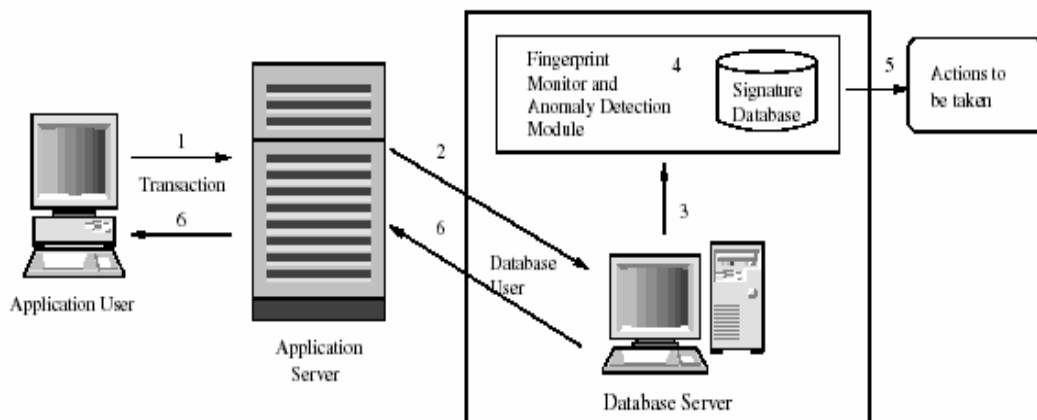 1
Transaction
6
Application User
Application
Server
2
6
Database
User
Fingerprint
Monitor and
Anomaly Detection
Module
4
Signature
Database
3
Database Server
5
Actions to
be taken